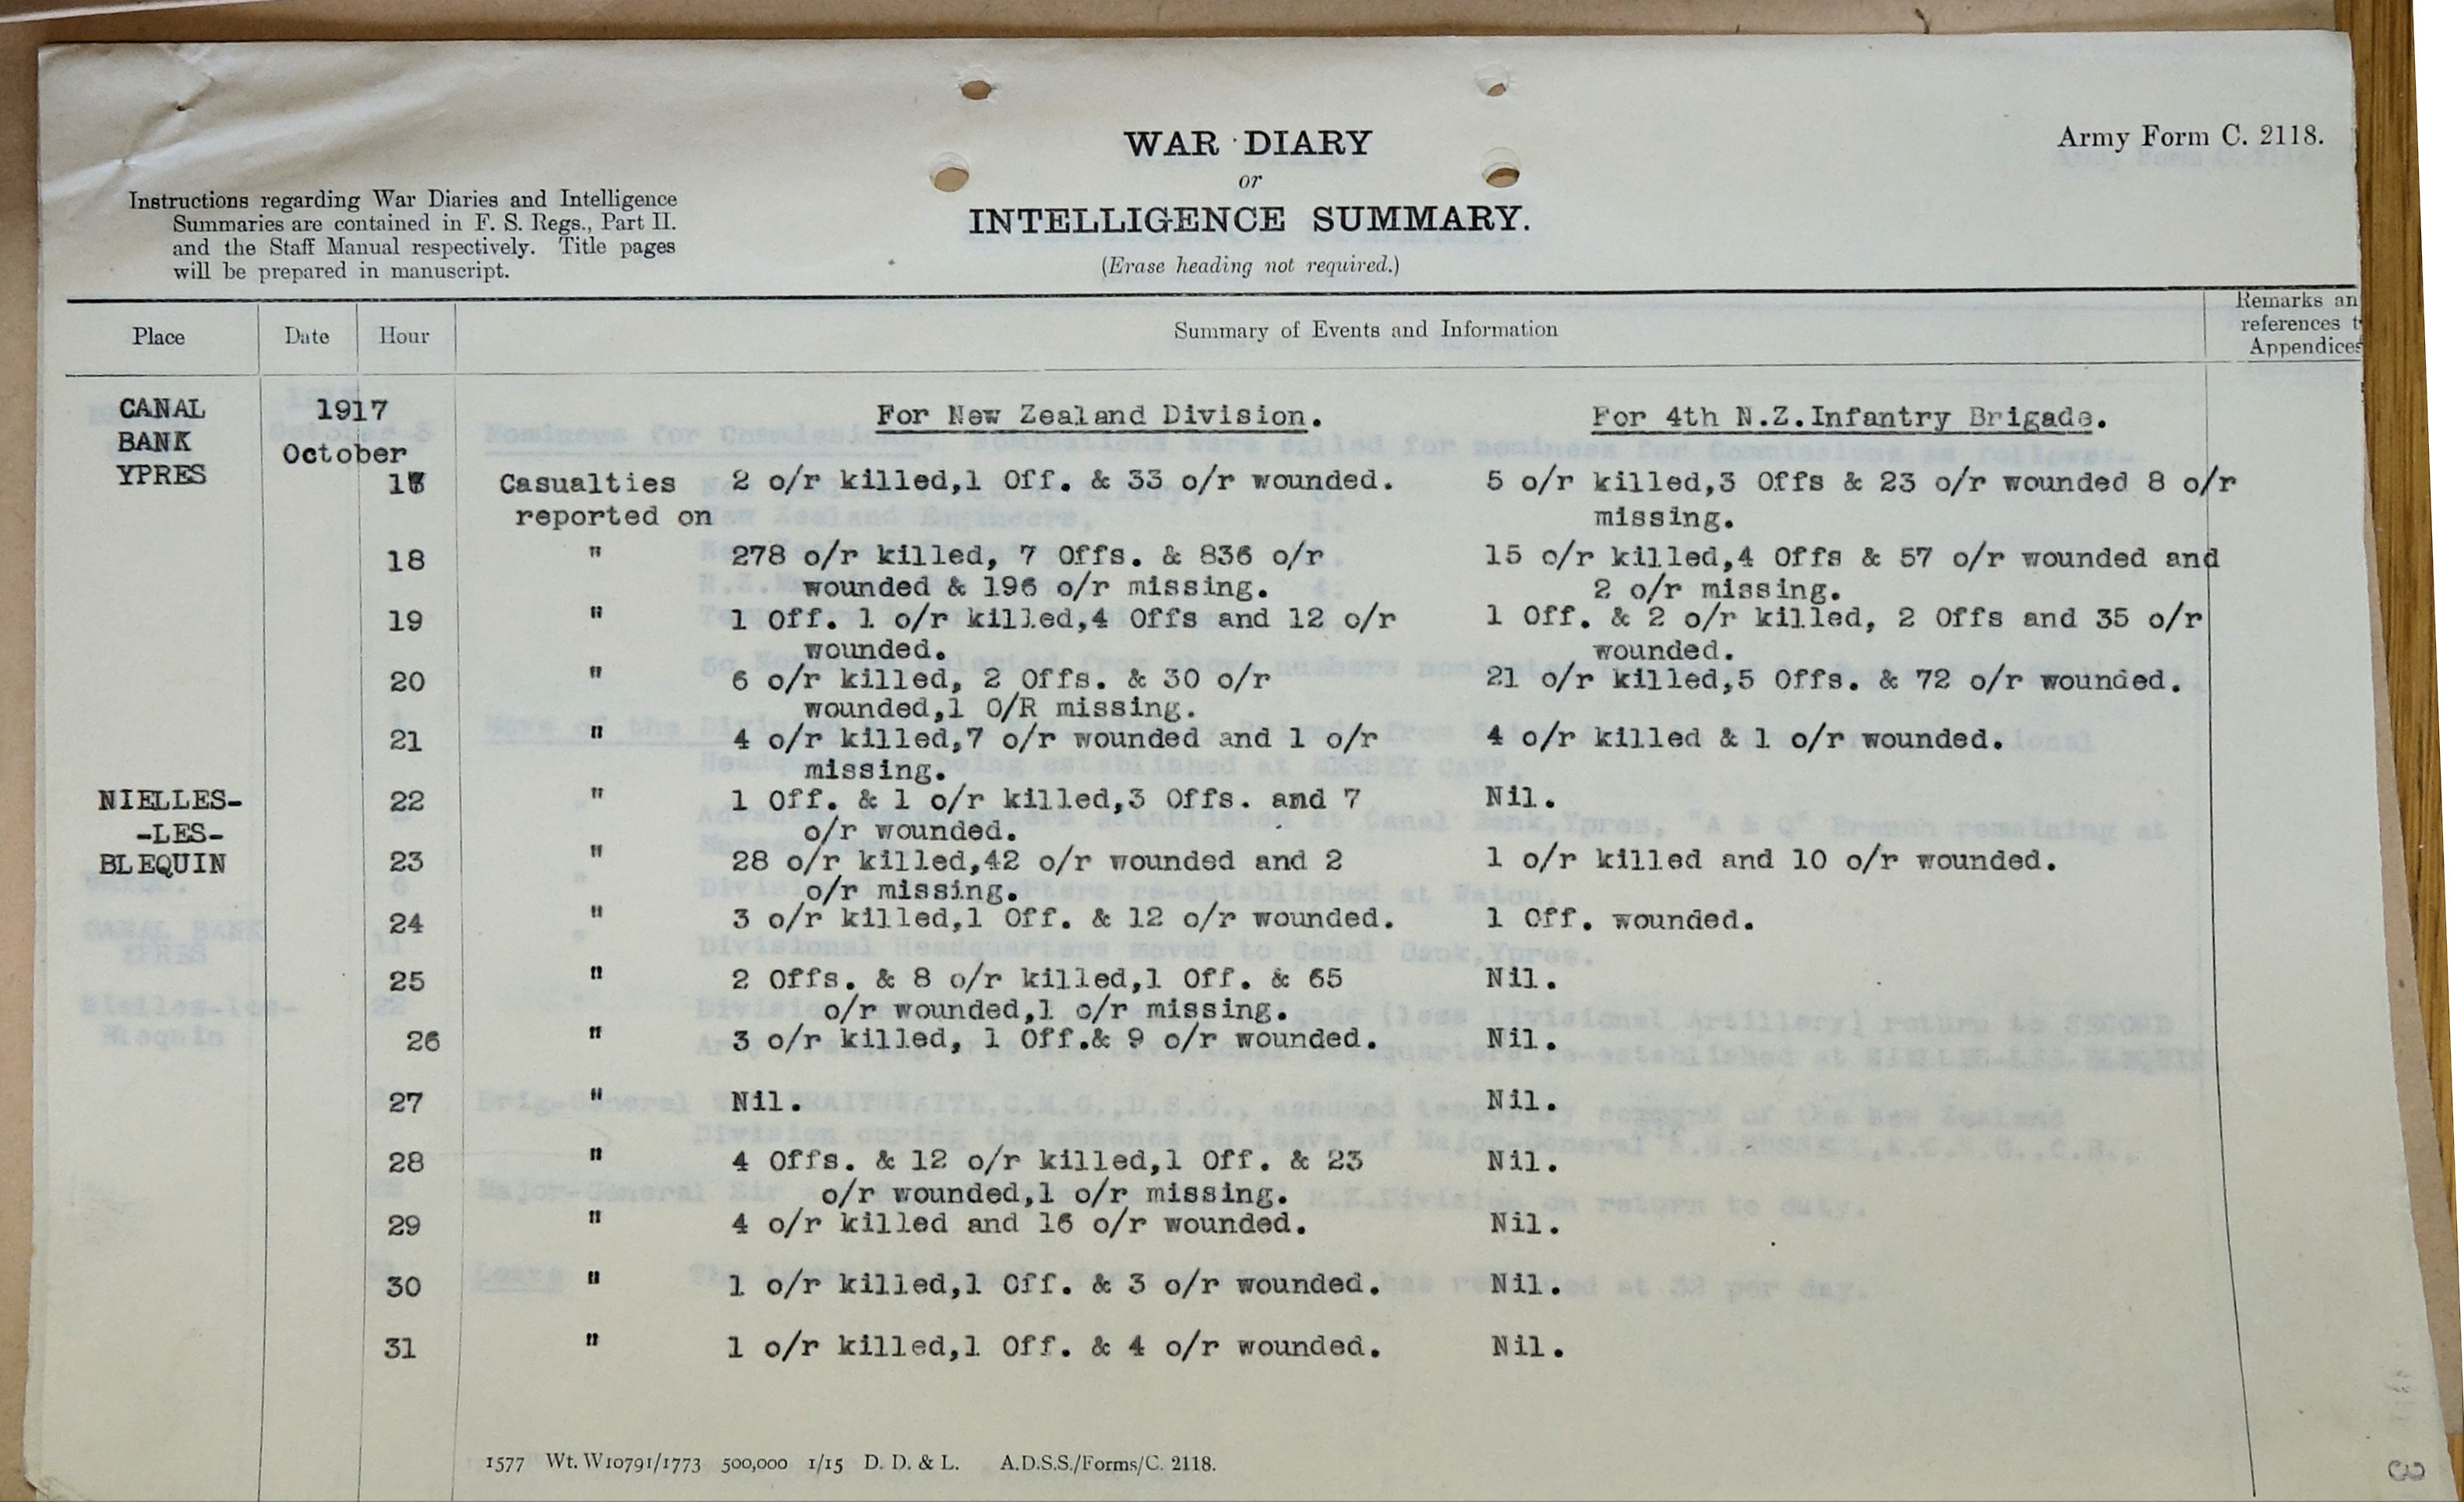 WAR DIARY
or
INTELLIGENCE SUMMARY.
(Erase heading not required.)
Army Form C. 2118.
Instructions regarding War Diaries and Intelligence
Summaries are contained in F. S. Regs., Part II.
and the Staff Manual respectively. Title pages
will be prepared in manuscript.
Place Date Hour Summary of Events and Information Remarks an
references t
Appendices
CANAL 1917 For New Zealand Division. For 4th N.Z.Infantry Brigade.
BANK October
YPRES 17 Casualties 2 o/r killed,1 Off. & 33 o/r wounded. 5 o/r killed,3 Offs & 23 o/r wounded 8 o/r
reported on missing.
18 " 278 o/r killed, 7 Offs. & 836 o/r 15 o/r killed,4 Offs & 57 o/r wounded and
wounded & 196 o/r missing. 2 o/r missing.
19 " 1 Off. 1 o/r killed,4 Offs and 12 o/r 1 Off. & 2 o/r killed, 2 Offs and 35 o/r
wounded. wounded.
20 " 6 o/r killed, 2 Offs. & 30 o/r 21 o/r killed,5 Offs. & 72 o/r wounded.
wounded,1 O/R missing.
21 " 4 o/r killed,7 o/r wounded and 1 o/r 4 o/r killed & 1 o/r wounded.
missing.
NIELLES- 22 " 1 Off. & 1 o/r killed,3 Offs. and 7 Nil.
-LES- o/r wounded.
BLEQUIN 23 " 28 o/r killed,42 o/r wounded and 2 1 o/r killed and 10 o/r wounded.
o/r missing.
24 " 3 o/r killed,1 Off. & 12 o/r wounded. 1 Off. wounded.
25 " 2 Offs. & 8 o/r killed,1 Off. & 65 Nil.
o/r wounded,1 o/r missing.
26 " 3 o/r killed, 1 Off.& 9 o/r wounded. Nil.
27 " Nil. Nil.
28 " 4 Offs. & 12 o/r killed,1 Off. & 23 Nil.
o/r wounded,1 o/r missing.
29 " 4 o/r killed and 16 o/r wounded. Nil.
30 " 1 o/r killed,1 Off. & 3 o/r wounded. Nil.
31 " 1 o/r killed,1 Off. & 4 o/r wounded. Nil.
1577 Wt. W10791/1773 500,000 1/15 D. D. & L. A.D.S.S./Forms/C. 2118.